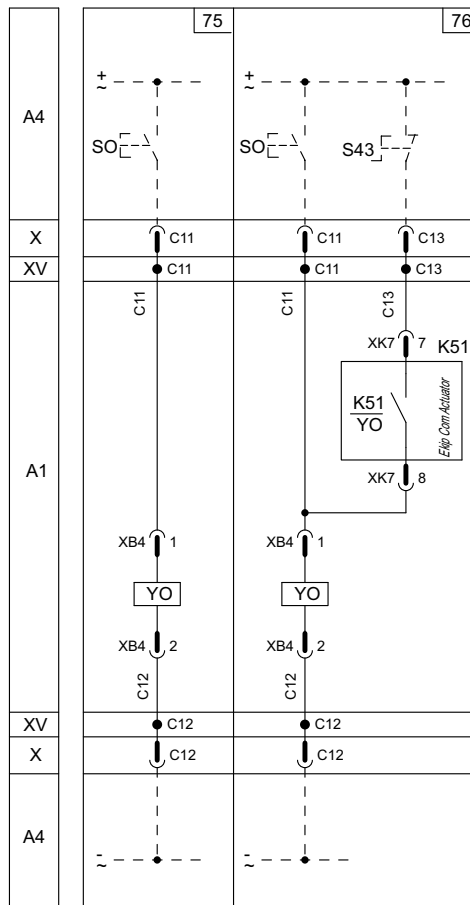 75
76
A4
+
~
SO
+
~
SO
S43
X
C11
C11
C13
XV
C11
C11
C13
A1
C11
C11
C13
XK7
7
K51
K51
YO
Ekip Com Actuator
XK7
8
XB4
1
XB4
1
YO
YO
XB4
2
XB4
2
C12
C12
XV
C12
C12
X
C12
C12
A4
-
~
-
~